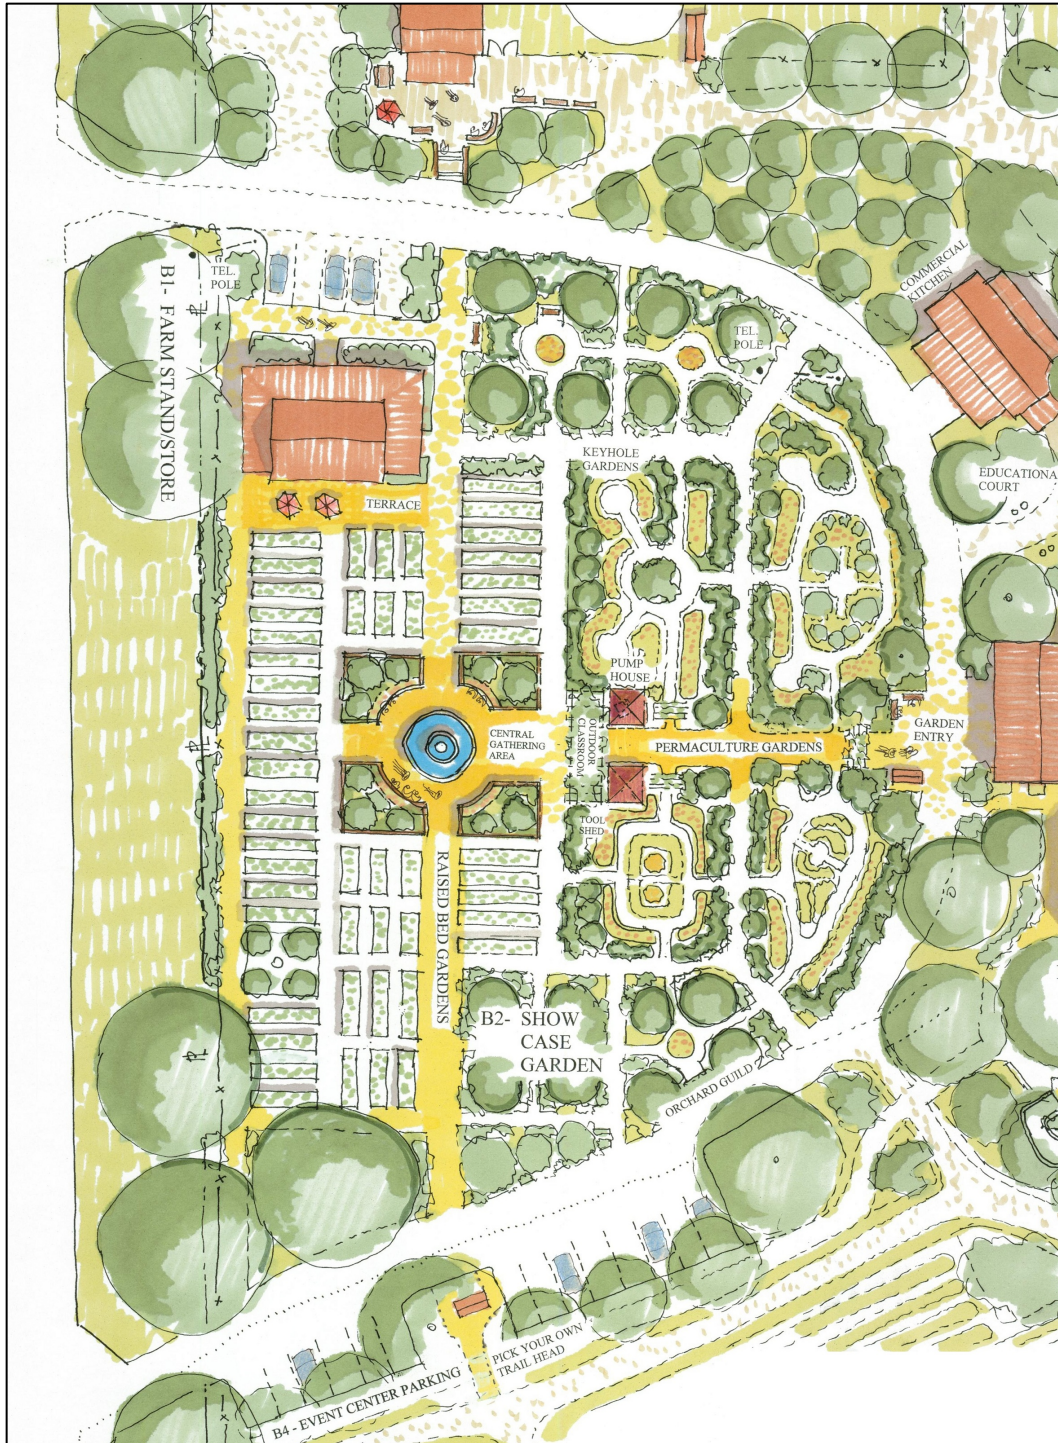 COMMERCIAL
KITCHEN
TEL.
POLE
B1- FARM STAND/STORE
TEL.
POLE
KEYHOLE
GARDENS
EDUCATIONA
COURT
TERRACE
PUMP
HOUSE
GARDEN
ENTRY
CENTRAL
GATHERING
AREA
OUTDOOR
CLASSROOM
PERMACULTURE GARDENS
TOOL
SHED
RAISED BED GARDENS
B2- SHOW
CASE
GARDEN
ORCHARD GUILD
PICK YOUR OWN
TRAIL HEAD
B4 - EVENT CENTER PARKING